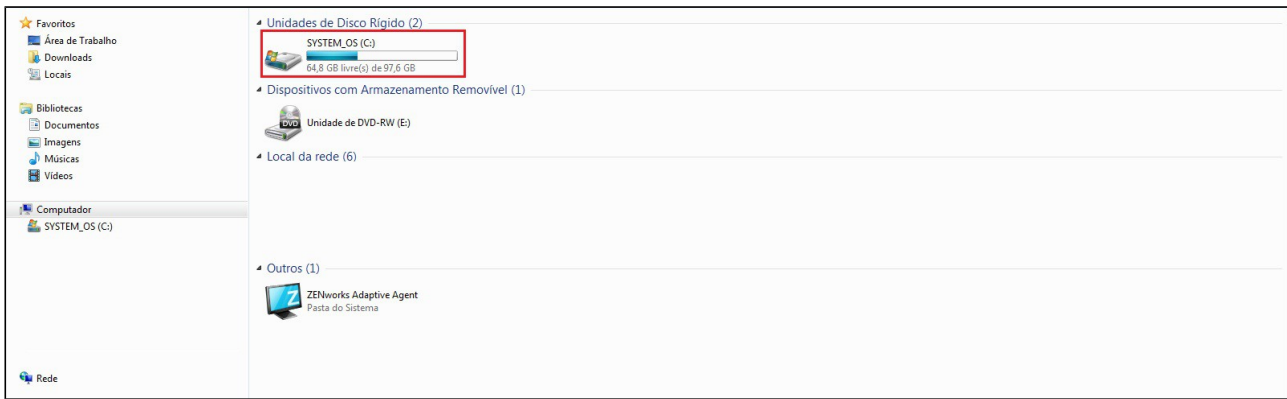 Favoritos
Área de Trabalho
Downloads
Locais
Bibliotecas
Documentos
Imagens
Músicas
Vídeos
Computador
SYSTEM_OS (C:)
Rede
Unidades de Disco Rígido (2)
SYSTEM_OS (C:)
64,8 GB livre(s) de 97,6 GB
Dispositivos com Armazenamento Removível (1)
DVD
Unidade de DVD-RW (E:)
Local da rede (6)
Outros (1)
Z
ZENworks Adaptive Agent
Pasta do Sistema